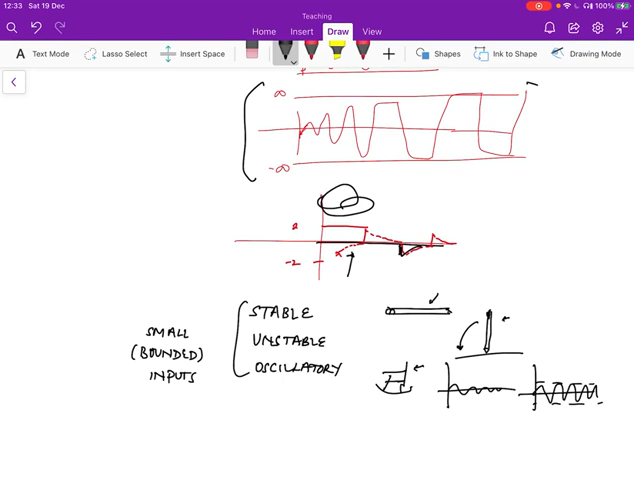 12:33 Sat 19 Dec
Teaching
100%
Home Insert Draw View
Text Mode
Lasso Select
Insert Space
Shapes
Ink to Shape
Drawing Mode
∞
-∞
-2
STABLE
SMALL
UNSTABLE
(BOUNDED)
OSCILLATORY
INPUTS